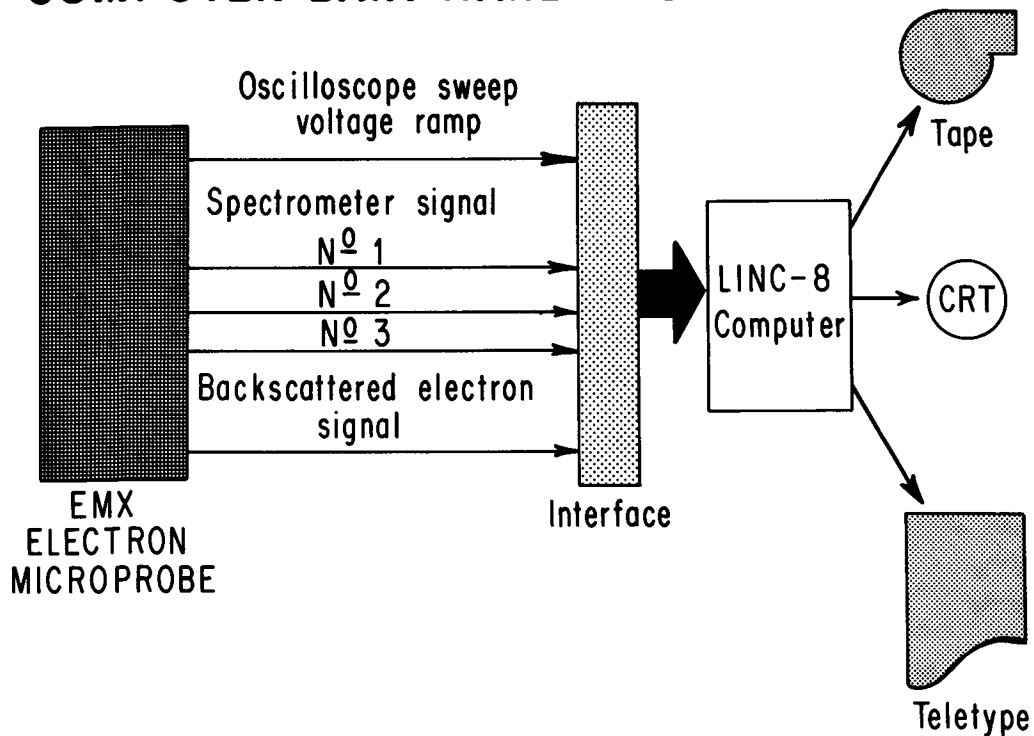 Oscilloscope sweep
voltage ramp
Spectrometer signal
Nº 1
Nº 2
Nº 3
Backscattered electron
signal
EMX
ELECTRON
MICROPROBE
Interface
LINC-8
Computer
Tape
CRT
Teletype